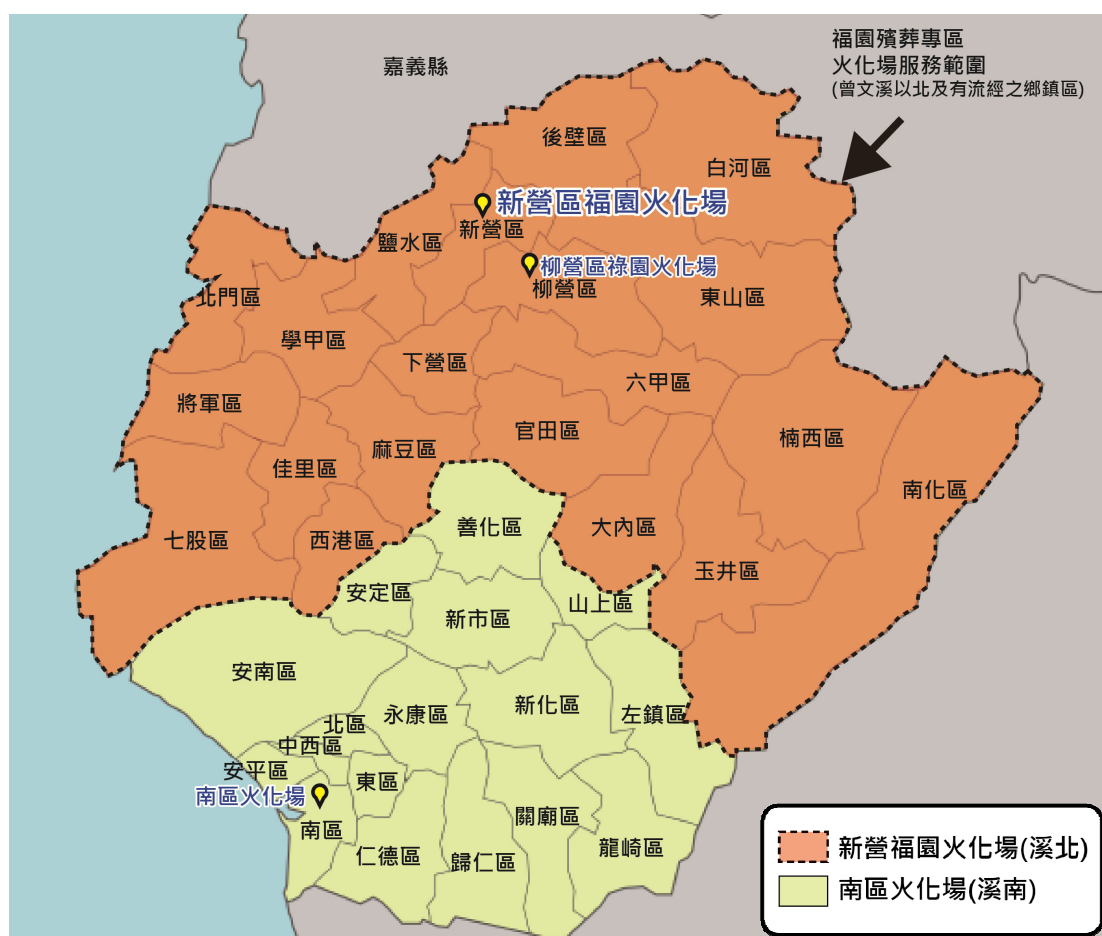 嘉義縣
福園殯葬專區
火化場服務範圍
(曾文溪以北及有流經之鄉鎮區)
後壁區
白河區
新營區福園火化場
新營區
鹽水區
柳營區祿園火化場
柳營區
東山區
北門區
學甲區
下營區
六甲區
將軍區
官田區
楠西區
麻豆區
佳里區
南化區
善化區
大內區
七股區
西港區
玉井區
安定區
山上區
新市區
安南區
新化區
左鎮區
永康區
北區
中西區
安平區
東區
南區火化場
南區
關廟區
仁德區
歸仁區
龍崎區
新營福園火化場(溪北)
南區火化場(溪南)